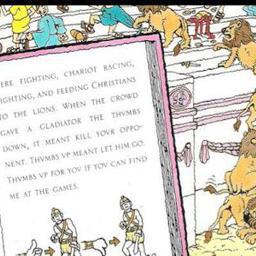 ERE FIGHTING, CHARIOT RACING,
IGHTING, AND FEEDING CHRISTIANS
TO THE LIONS. WHEN THE CROWD
GAVE A GLADIATOR THE THVMBS
DOWN, IT MEANT KILL YOVR OPPO-
NENT. THVMBS VP MEANT LET HIM GO.
THVMBS VP FOR YOV IF YOV CAN FIND
ME AT THE GAMES.